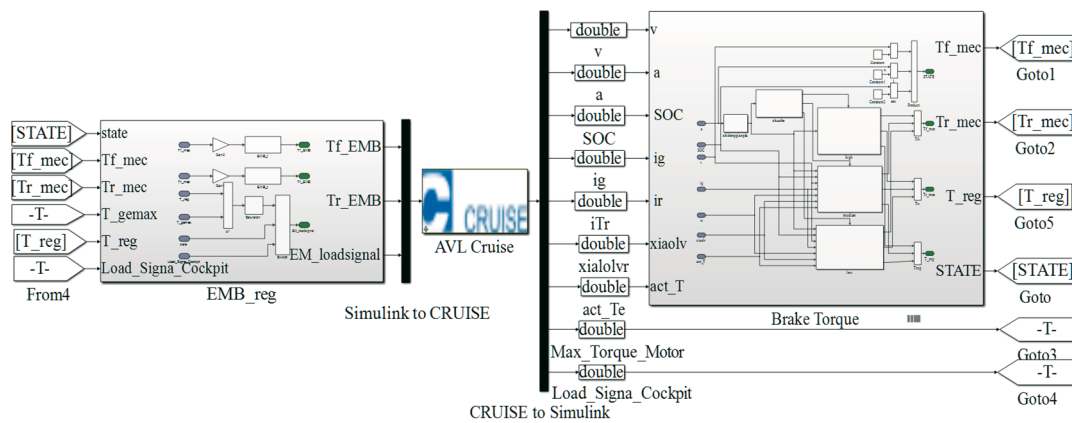 [STATE]
[Tf_mec]
[Tr_mec]
-T-
[T_reg]
-T-
From4
state
Tf_mec
Tr_mec
T_gemax
T_reg
Load_Signa_Cockpit
Tf_EMB
Tr_EMB
EM_loadsignal
EMB_reg
Simulink to CRUISE
CRUISE
AVL Cruise
double
v
double
a
double
SOC
double
ig
double
iTr
double
xialolvr
double
act_Te
double
Max_Torque_Motor
double
Load_Signa_Cockpit
CRUISE to Simulink
v
a
SOC
ig
ir
xiaolv
act_T
Tf_mec
Tr_mec
T_reg
STATE
Brake Torque
[Tf_mec]
Goto1
[Tr_mec]
Goto2
[T_reg]
Goto5
[STATE]
Goto
-T-
Goto3
-T-
Goto4